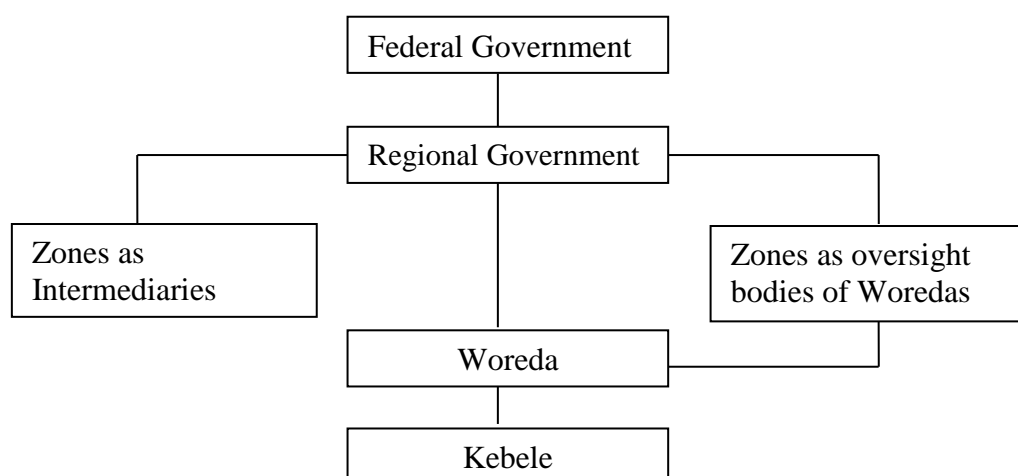 Federal Government
Regional Government
Zones as
Intermediaries
Zones as oversight
bodies of Woredas
Woreda
Kebele